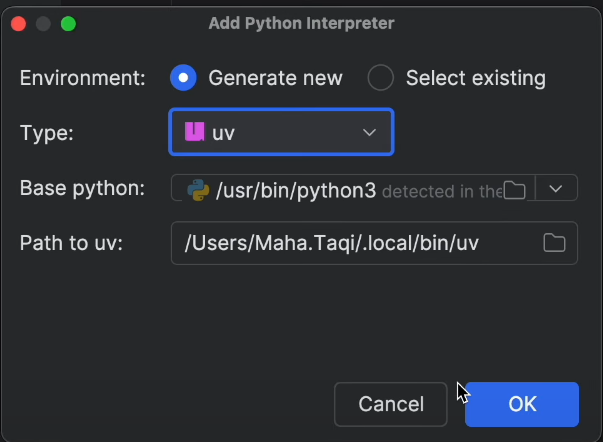 Add Python Interpreter
Environment: Generate new Select existing
Type: uv
Base python: /usr/bin/python3 detected in the
Path to uv: /Users/Maha.Taqi/.local/bin/uv
Cancel OK